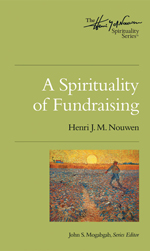 The
Henri J.M. Nouwen
Spirituality
Series
A Spirituality
of Fundraising
Henri J. M. Nouwen
John S. Mogabgab, Series Editor